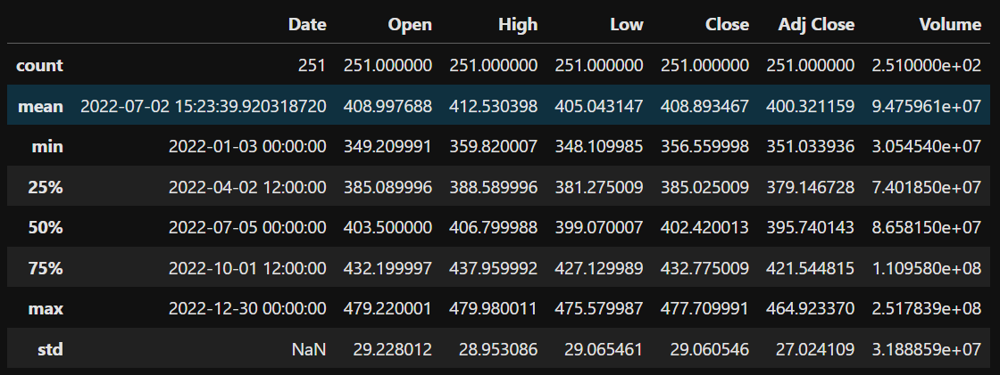 Date Open High Low Close Adj Close Volume
count 251 251.000000 251.000000 251.000000 251.000000 251.000000 2.510000e+02
mean 2022-07-02 15:23:39.920318720 408.997688 412.530398 405.043147 408.893467 400.321159 9.475961e+07
min 2022-01-03 00:00:00 349.209991 359.820007 348.109985 356.559998 351.033936 3.054540e+07
25% 2022-04-02 12:00:00 385.089996 388.589996 381.275009 385.025009 379.146728 7.401850e+07
50% 2022-07-05 00:00:00 403.500000 406.799988 399.070007 402.420013 395.740143 8.658150e+07
75% 2022-10-01 12:00:00 432.199997 437.959992 427.129989 432.775009 421.544815 1.109580e+08
max 2022-12-30 00:00:00 479.220001 479.980011 475.579987 477.709991 464.923370 2.517839e+08
std NaN 29.228012 28.953086 29.065461 29.060546 27.024109 3.188859e+07